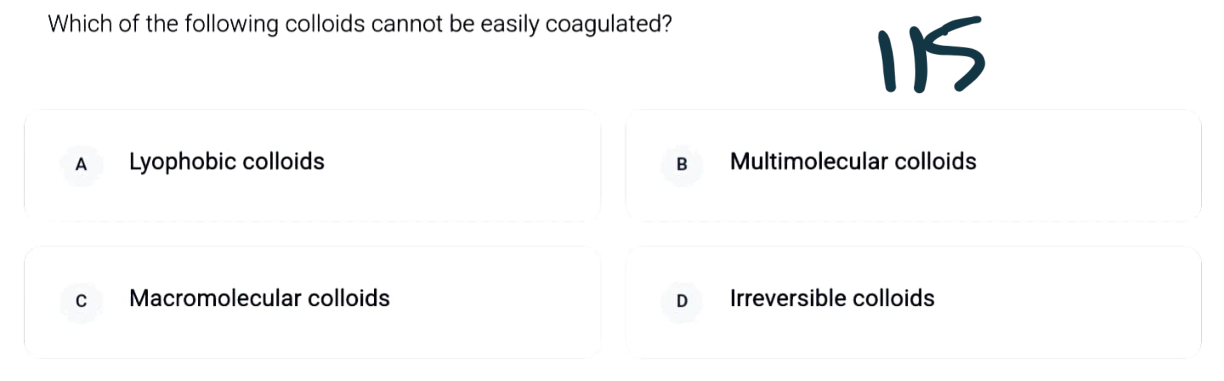 Which of the following colloids cannot be easily coagulated?
115
A Lyophobic colloids
B Multimolecular colloids
C Macromolecular colloids
D Irreversible colloids